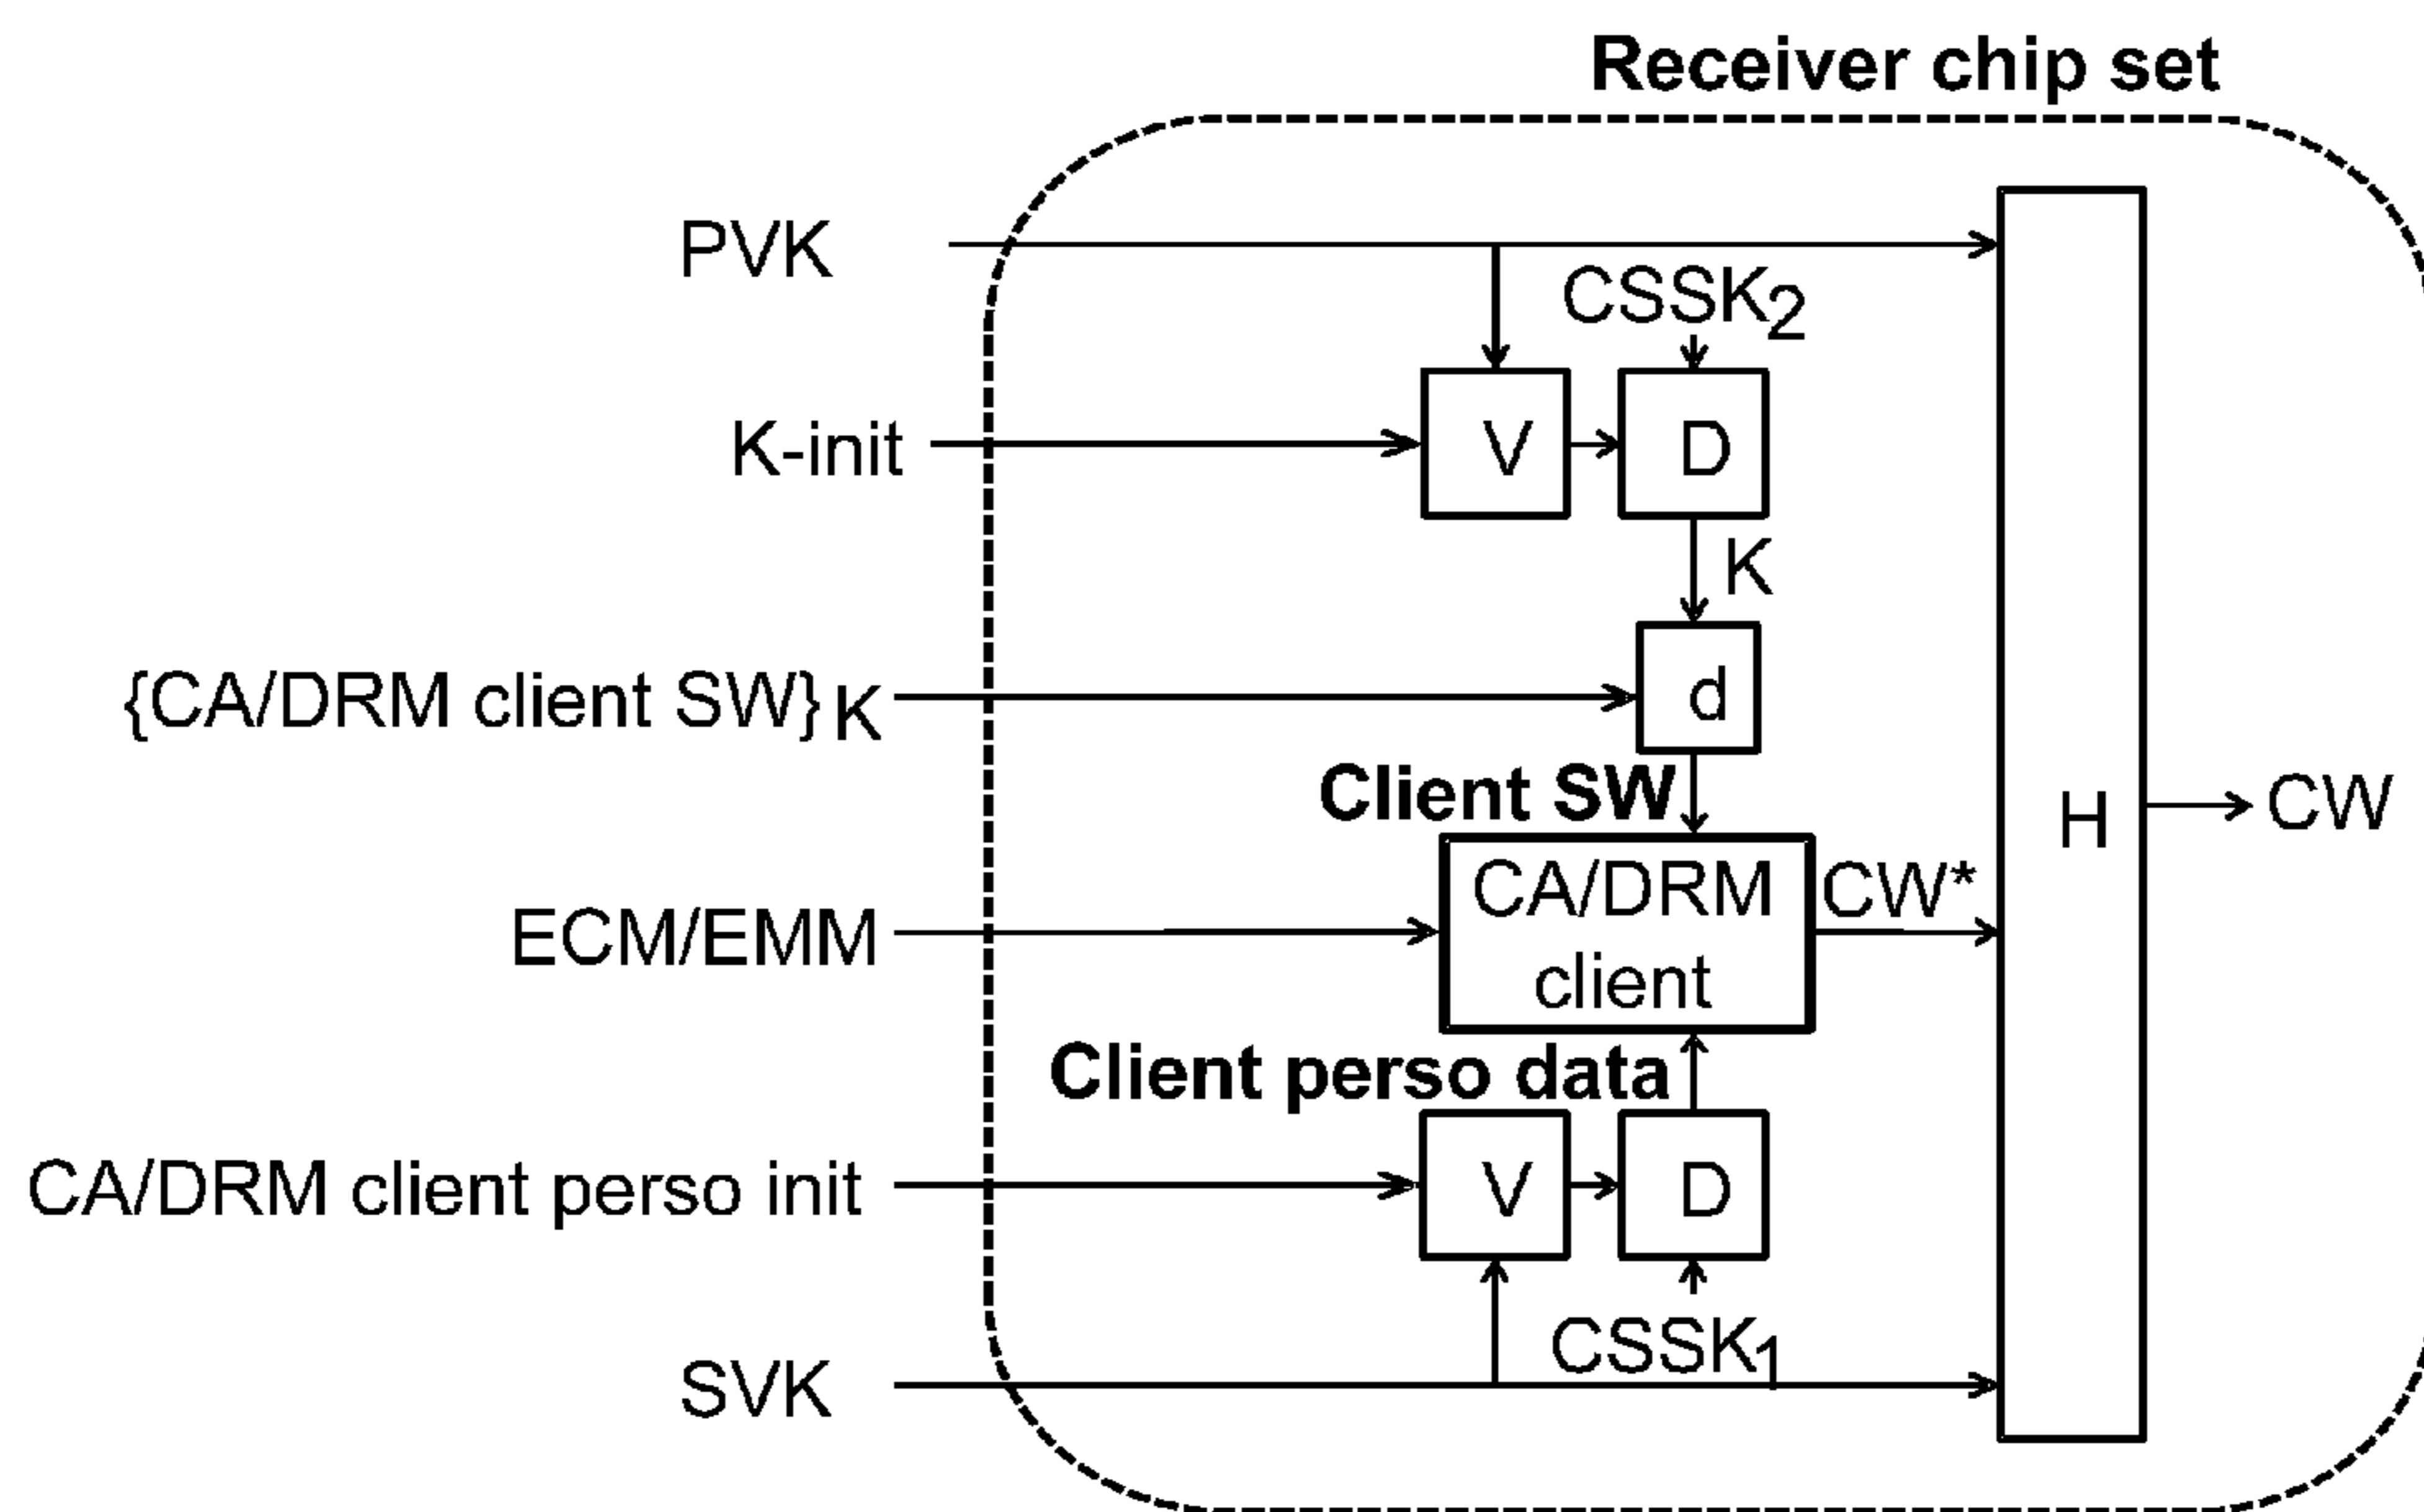 Receiver chip set
PVK
CSSK2
K-init
V
D
K
{CA/DRM client SW}K
d
Client SW
H
CW
ECM/EMM
CA/DRM
client
CW*
Client perso data
CA/DRM client perso init
V
D
CSSK1
SVK